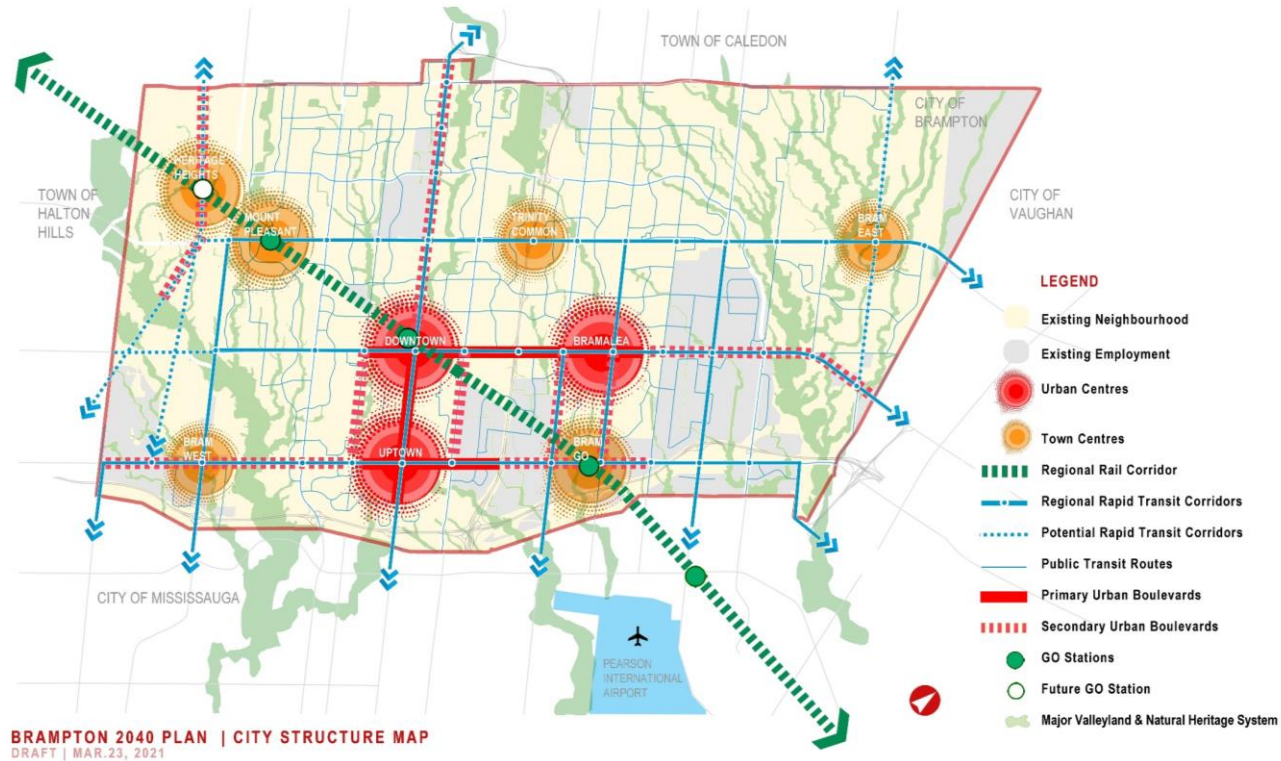 TOWN OF CALEDON
CITY OF
BRAMPTON
HERITAGE
HEIGHTS
TOWN OF
HALTON
HILLS
CITY OF
VAUGHAN
MOUNT
PLEASANT
TRINITY
COMMON
BRAM
EAST
DOWNTOWN
BRAMALEA
BRAM
WEST
UPTOWN
BRAM
GO
CITY OF MISSISSAUGA
PEARSON
INTERNATIONAL
AIRPORT
LEGEND
Existing Neighbourhood
Existing Employment
Urban Centres
Town Centres
Regional Rail Corridor
Regional Rapid Transit Corridors
Potential Rapid Transit Corridors
Public Transit Routes
Primary Urban Boulevards
Secondary Urban Boulevards
GO Stations
Future GO Station
Major Valleyland & Natural Heritage System
BRAMPTON 2040 PLAN | CITY STRUCTURE MAP
DRAFT | MAR.23, 2021